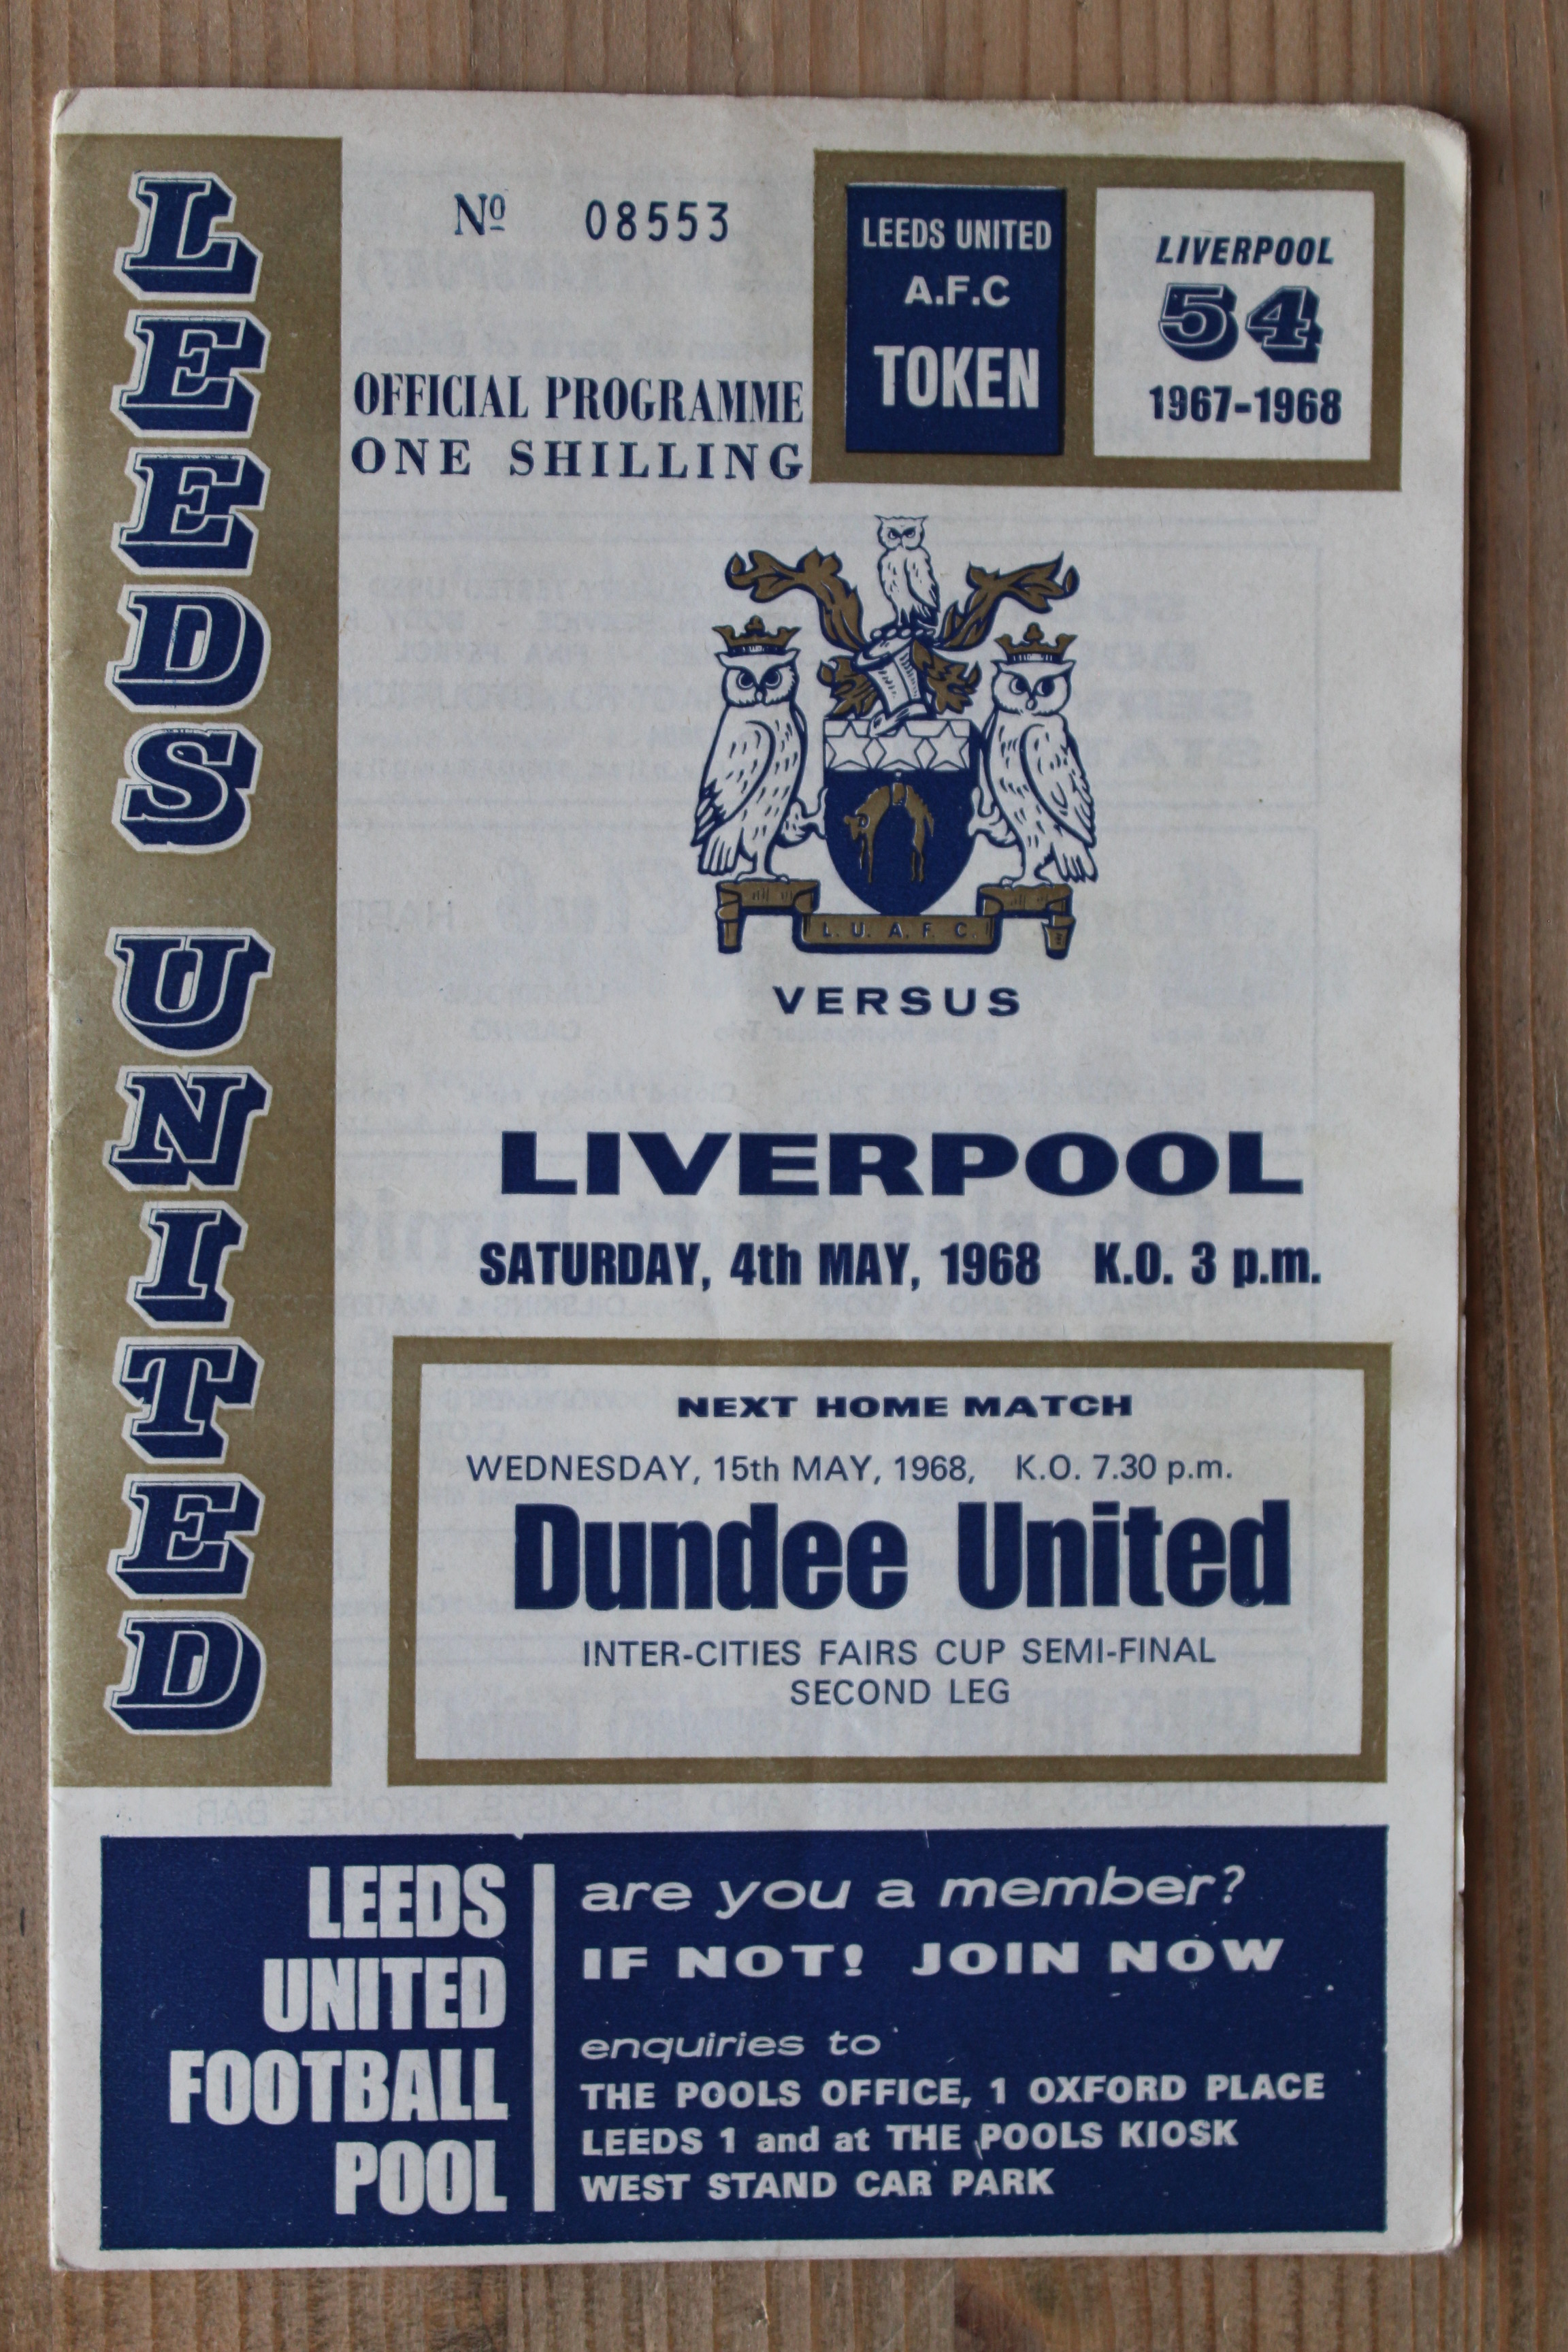 LEEDS UNITED
Nº 08553
OFFICIAL PROGRAMME
ONE SHILLING
LEEDS UNITED
A.F.C
TOKEN
LIVERPOOL
54
1967-1968
L. U. A. F. C.
VERSUS
LIVERPOOL
SATURDAY, 4th MAY, 1968 K.O. 3 p.m.
NEXT HOME MATCH
WEDNESDAY, 15th MAY, 1968, K.O. 7.30 p.m.
Dundee United
INTER-CITIES FAIRS CUP SEMI-FINAL
SECOND LEG
LEEDS
UNITED
FOOTBALL
POOL
are you a member?
IF NOT! JOIN NOW
enquiries to
THE POOLS OFFICE, 1 OXFORD PLACE
LEEDS 1 and at THE POOLS KIOSK
WEST STAND CAR PARK